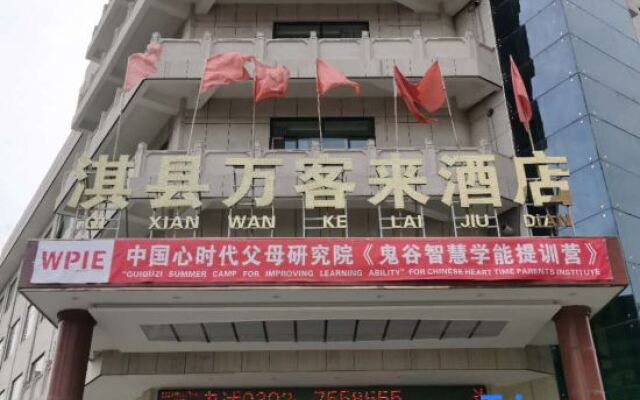 淇县万客来酒店
QI XIAN WAN KE LAI JIU DIAN
WPIE 中国心时代父母研究院《鬼谷智慧学能提训营》
"GUIGUZI SUMMER CAMP FOR IMPROVING LEARNING ABILITY" FOR CHINESE HEART TIME PARENTS INSTITUTE